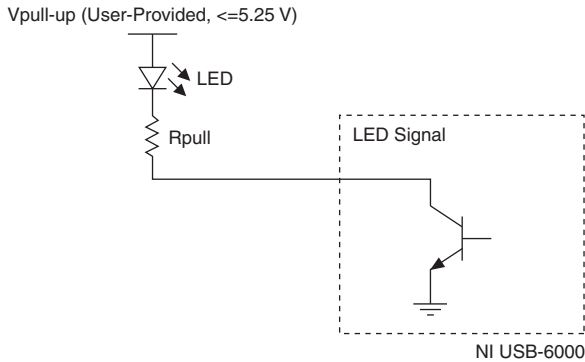 Vpull-up (User-Provided, <=5.25 V)
LED
Rpull
LED Signal
NI USB-6000